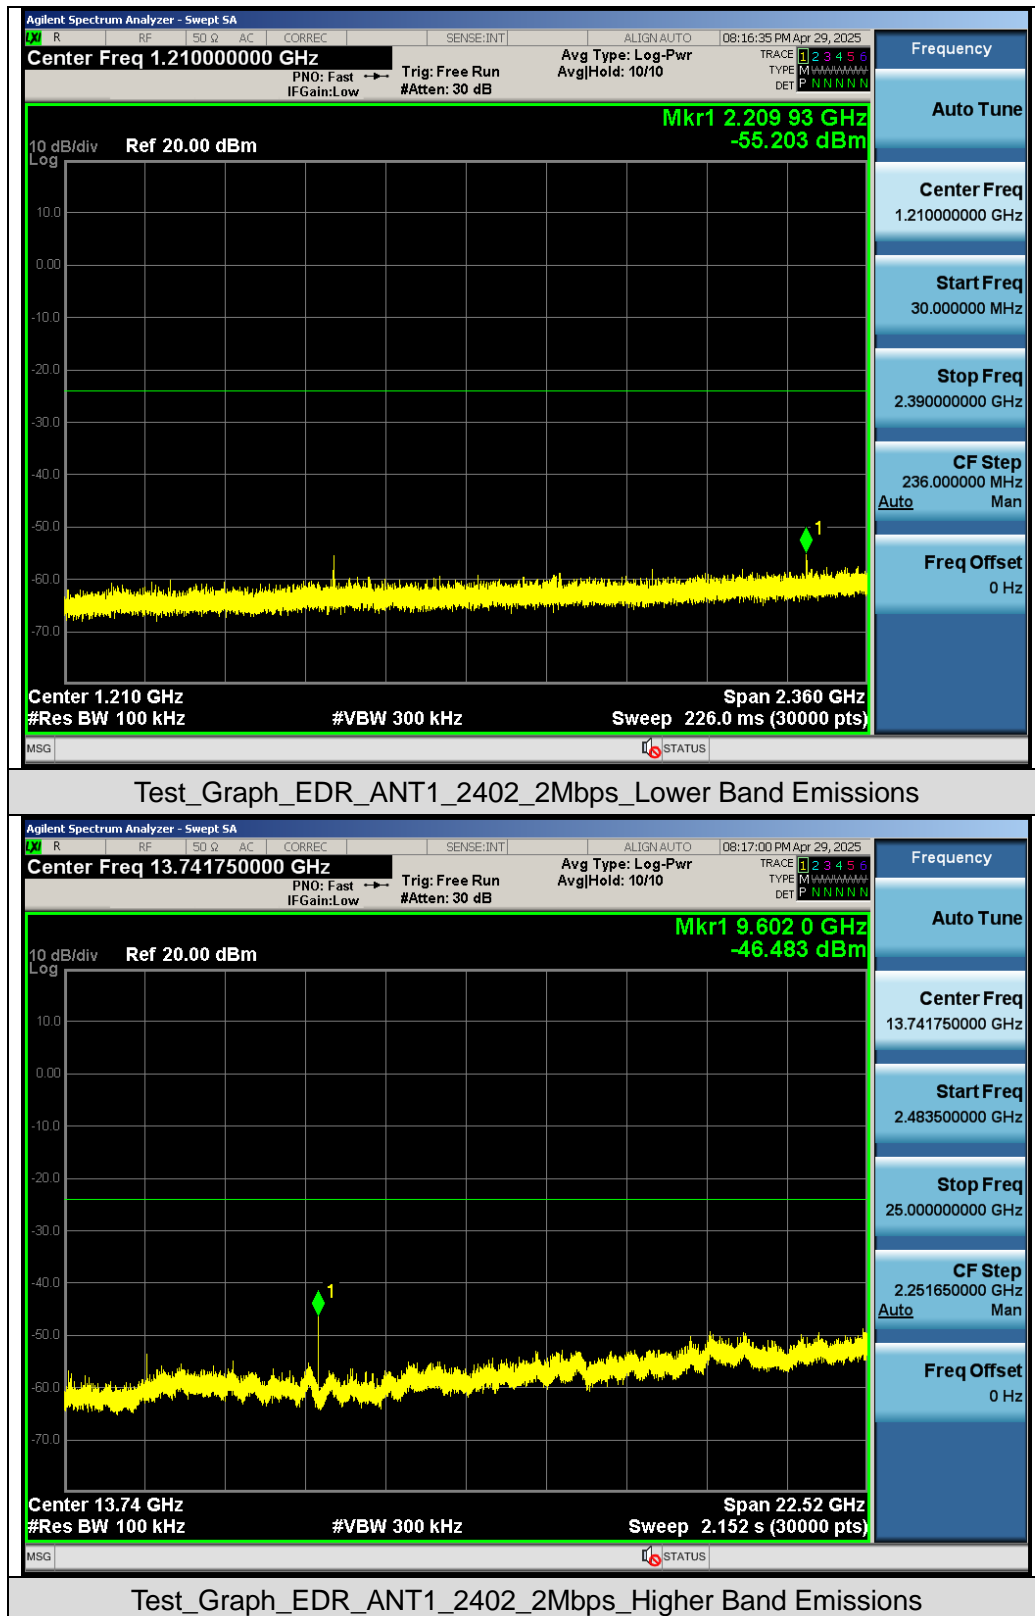 Agilent Spectrum Analyzer - Swept SA
LXI R RF 50 Ω AC CORREC SENSE:INT ALIGN AUTO 08:16:35 PM Apr 29, 2025
Center Freq 1.210000000 GHz
PNO: Fast
IFGain:Low
Trig: Free Run
#Atten: 30 dB
Avg Type: Log-Pwr
Avg|Hold: 10/10
TRACE 1 2 3 4 5 6
TYPE M WWWWW
DET P N N N N N
Mkr1 2.209 93 GHz
-55.203 dBm
10 dB/div Ref 20.00 dBm
Log
10.0
0.00
-10.0
-20.0
-30.0
-40.0
-50.0
-60.0
-70.0
1
Center 1.210 GHz Span 2.360 GHz
#Res BW 100 kHz #VBW 300 kHz Sweep 226.0 ms (30000 pts)
MSG STATUS
Frequency
Auto Tune
Center Freq
1.210000000 GHz
Start Freq
30.000000 MHz
Stop Freq
2.390000000 GHz
CF Step
236.000000 MHz
Auto Man
Freq Offset
0 Hz
Test_Graph_EDR_ANT1_2402_2Mbps_Lower Band Emissions
Agilent Spectrum Analyzer - Swept SA
LXI R RF 50 Ω AC CORREC SENSE:INT ALIGN AUTO 08:17:00 PM Apr 29, 2025
Center Freq 13.741750000 GHz
PNO: Fast
IFGain:Low
Trig: Free Run
#Atten: 30 dB
Avg Type: Log-Pwr
Avg|Hold: 10/10
TRACE 1 2 3 4 5 6
TYPE M WWWWW
DET P N N N N N
Mkr1 9.602 0 GHz
-46.483 dBm
10 dB/div Ref 20.00 dBm
Log
10.0
0.00
-10.0
-20.0
-30.0
-40.0
-50.0
-60.0
-70.0
1
Center 13.74 GHz Span 22.52 GHz
#Res BW 100 kHz #VBW 300 kHz Sweep 2.152 s (30000 pts)
MSG STATUS
Frequency
Auto Tune
Center Freq
13.741750000 GHz
Start Freq
2.483500000 GHz
Stop Freq
25.000000000 GHz
CF Step
2.251650000 GHz
Auto Man
Freq Offset
0 Hz
Test_Graph_EDR_ANT1_2402_2Mbps_Higher Band Emissions